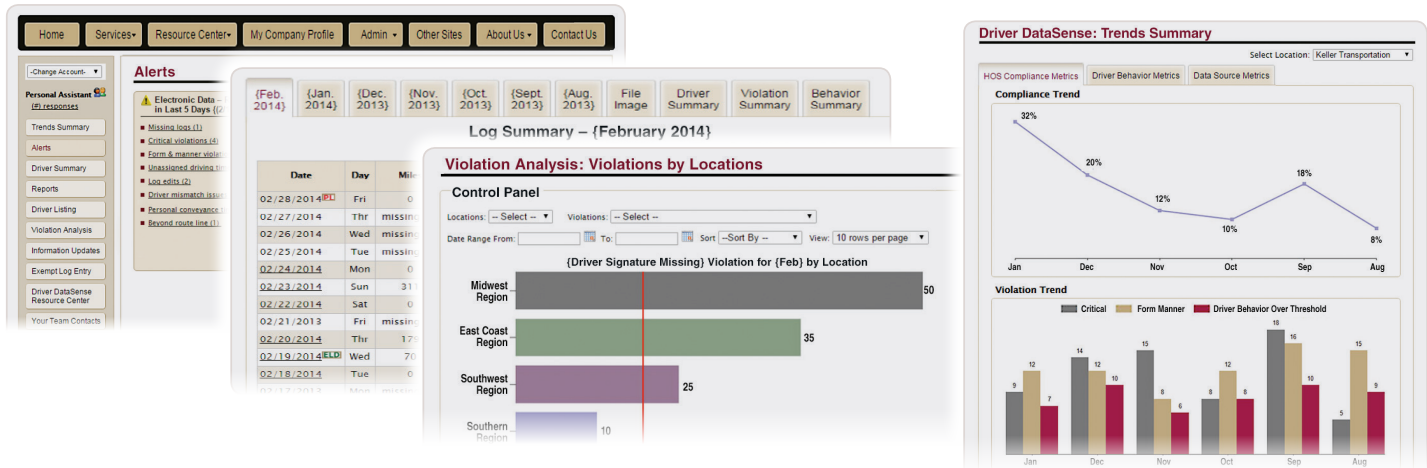 Home
Services
Resource Center
My Company Profile
Admin
Other Sites
About Us
Contact Us
-Change Account-
Personal Assistant
(#) responses
Trends Summary
Alerts
Driver Summary
Reports
Driver Listing
Violation Analysis
Information Updates
Exempt Log Entry
Driver DataSense
Resource Center
Your Team Contacts
Alerts
Electronic Data –
in Last 5 Days
Missing logs (1)
Critical violations (4)
Form & manner
Unassigned driving
Log edits (2)
Driver mismatch
Personal conveyance
Beyond route line (1)
{Feb.
2014}
{Jan.
2014}
{Dec.
2013}
{Nov.
2013}
{Oct.
2013}
{Sept.
2013}
{Aug.
2013}
File
Image
Driver
Summary
Violation
Summary
Behavior
Summary
Log Summary – {February 2014}
Date Day
02/28/2014 Fri 0
02/27/2014 Thr missing
02/26/2014 Wed missing
02/25/2014 Tue missing
02/24/2014 Mon 0
02/23/2014 Sun 311
02/22/2014 Sat 0
02/21/2013 Fri missing
02/20/2014 Thr
02/19/2014 ELD Wed 70
02/18/2014 Tue 0
Violation Analysis: Violations by Locations
Control Panel
Locations: -- Select -- Violations: -- Select --
Date Range From: To: Sort --Sort By -- View: 10 rows per page
{Driver Signature Missing} Violation for {Feb} by Location
Midwest
Region
50
East Coast
Region
35
Southwest
Region
25
Southern
Region
10
Driver DataSense: Trends Summary
Select Location: Keller Transportation
HOS Compliance Metrics
Driver Behavior Metrics
Data Source Metrics
Compliance Trend
32%
20%
12%
10%
18%
8%
Jan Dec Nov Oct Sep Aug
Violation Trend
Critical Form Manner Driver Behavior Over Threshold
9 12 7
14 12 10
15 8 6
8 12 8
18 16 10
5 15 9
Jan Dec Nov Oct Sep Aug